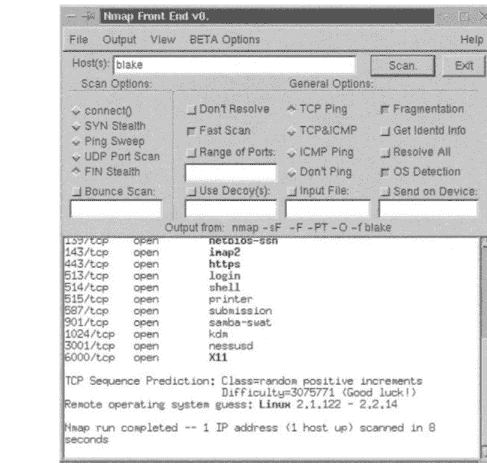 Nmap Front End v0.
File Output View BETA Options Help
Host(s): blake Scan. Exit
Scan Options: General Options:
connect() Don't Resolve TCP Ping Fragmentation
SYN Stealth Fast Scan TCP&ICMP Get Identd Info
Ping Sweep Range of Ports: ICMP Ping Resolve All
UDP Port Scan Don't Ping OS Detection
FIN Stealth Use Decoy(s): Input File: Send on Device:
Bounce Scan:
Output from: nmap -sF -F -PT -O -f blake
139/tcp open netbios-ssn
143/tcp open imap2
443/tcp open https
513/tcp open login
514/tcp open shell
515/tcp open printer
587/tcp open submission
901/tcp open samba-swat
1024/tcp open kdm
3001/tcp open nessusd
6000/tcp open X11
TCP Sequence Prediction: Class=random positive increments
Difficulty=3075771 (Good luck!)
Remote operating system guess: Linux 2.1.122 - 2.2.14
Nmap run completed -- 1 IP address (1 host up) scanned in 8
seconds